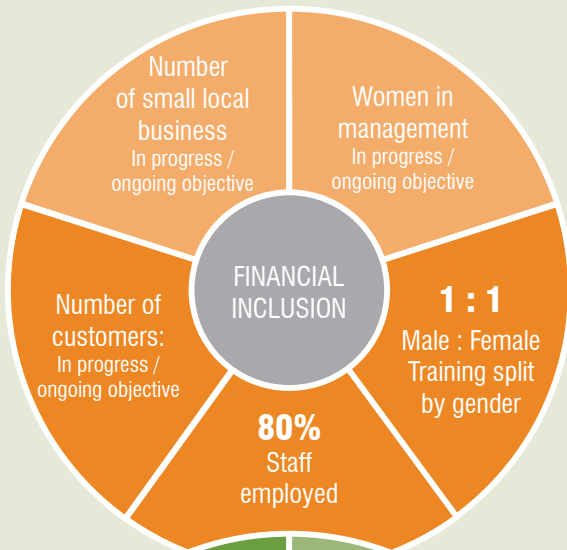 Number
of small local
business
In progress /
ongoing objective
Women in
management
In progress /
ongoing objective
FINANCIAL
INCLUSION
Number of
customers:
In progress /
ongoing objective
1 : 1
Male : Female
Training split
by gender
80%
Staff
employed